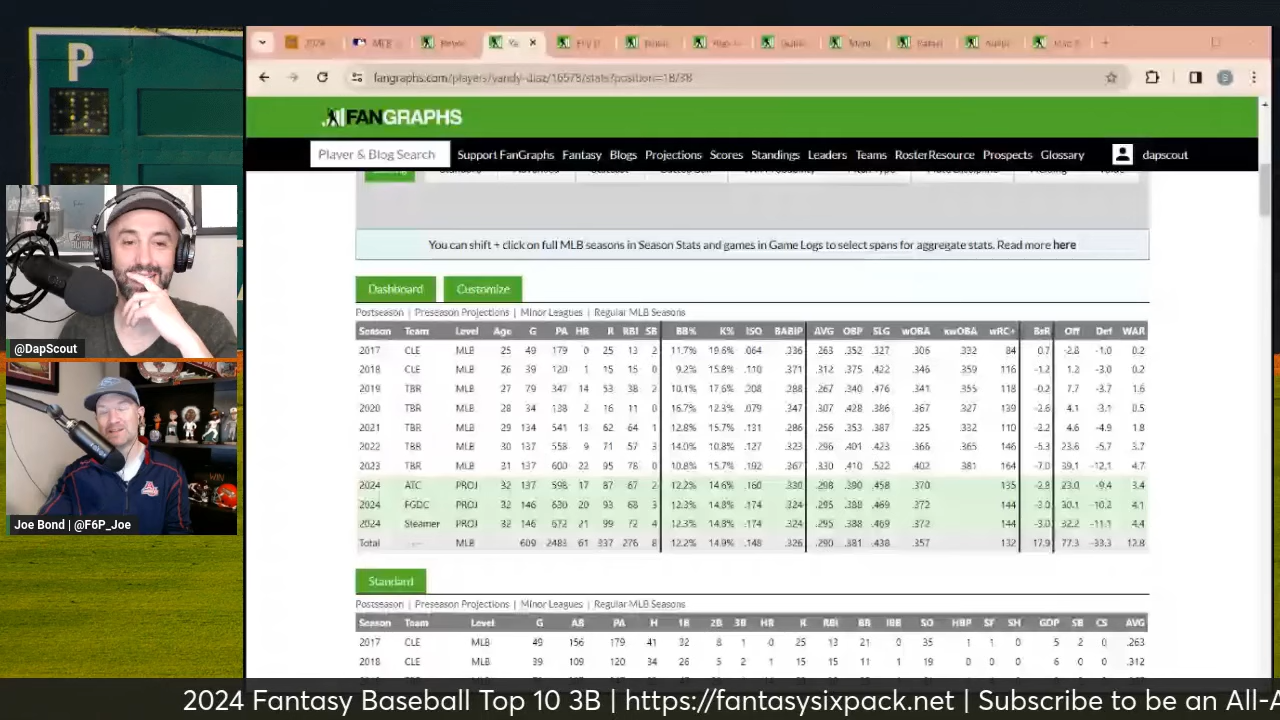 P
@DapScout
Joe Bond | @F6P_Joe
fangraphs.com/players/yandy-diaz/16578/stats?position=1B/3B
FANGRAPHS
Player & Blog Search Support FanGraphs Fantasy Blogs Projections Scores Standings Leaders Teams RosterResource Prospects Glossary dapscout
You can shift + click on full MLB seasons in Season Stats and games in Game Logs to select spans for aggregate stats. Read more here
Dashboard Customize
Postseason | Preseason Projections | Minor Leagues | Regular MLB Seasons
Season Team Level Age G PA HR R RBI SB BB% K% ISO BABIP AVG OBP SLG wOBA xwOBA wRC+ BsR Off Def WAR
2017 CLE MLB 25 49 179 0 25 13 2 11.7% 19.6% .064 .336 .263 .352 .327 .306 .332 84 0.7 -2.8 -1.0 0.2
2018 CLE MLB 26 39 120 1 15 15 0 9.2% 15.8% .110 .371 .312 .375 .422 .346 .359 116 -1.2 1.2 -3.0 0.2
2019 TBR MLB 27 79 347 14 53 38 2 10.1% 17.6% .208 .288 .267 .340 .476 .341 .355 118 -0.2 7.7 -3.7 1.6
2020 TBR MLB 28 34 138 2 16 11 0 16.7% 12.3% .079 .347 .307 .428 .386 .367 .327 139 -2.6 4.1 -3.1 0.5
2021 TBR MLB 29 134 541 13 62 64 1 12.8% 15.7% .131 .286 .256 .353 .387 .325 .332 110 -2.2 4.6 -4.9 1.8
2022 TBR MLB 30 137 558 9 71 57 3 14.0% 10.8% .127 .323 .296 .401 .423 .366 .365 146 -5.3 23.6 -5.7 3.7
2023 TBR MLB 31 137 600 22 95 78 0 10.8% 15.7% .192 .367 .330 .410 .522 .402 .381 164 -7.0 39.1 -12.1 4.7
2024 ATC PROJ 32 137 598 17 87 67 2 12.2% 14.6% .160 .330 .298 .390 .458 .370 135 -2.9 23.0 -9.4 3.4
2024 FGDC PROJ 32 146 630 20 93 68 3 12.3% 14.8% .174 .324 .295 .388 .469 .372 144 -3.0 30.1 -10.2 4.1
2024 Steamer PROJ 32 146 672 21 99 72 4 12.3% 14.8% .174 .324 .295 .388 .469 .372 144 -3.0 32.2 -11.1 4.4
Total --- MLB 609 2483 61 337 276 8 12.2% 14.9% .148 .326 .290 .381 .438 .357 132 17.9 77.3 -33.3 12.8
Standard
Postseason | Preseason Projections | Minor Leagues | Regular MLB Seasons
Season Team Level G AB PA H 1B 2B 3B HR R RBI BB IBB SO HBP SF SH GDP SB CS AVG
2017 CLE MLB 49 156 179 41 32 8 1 0 25 13 21 0 35 1 1 0 5 2 0 .263
2018 CLE MLB 39 109 120 34 26 5 2 1 15 15 11 1 19 0 0 0 6 0 0 .312
2024 Fantasy Baseball Top 10 3B | https://fantasysixpack.net | Subscribe to be an All-A